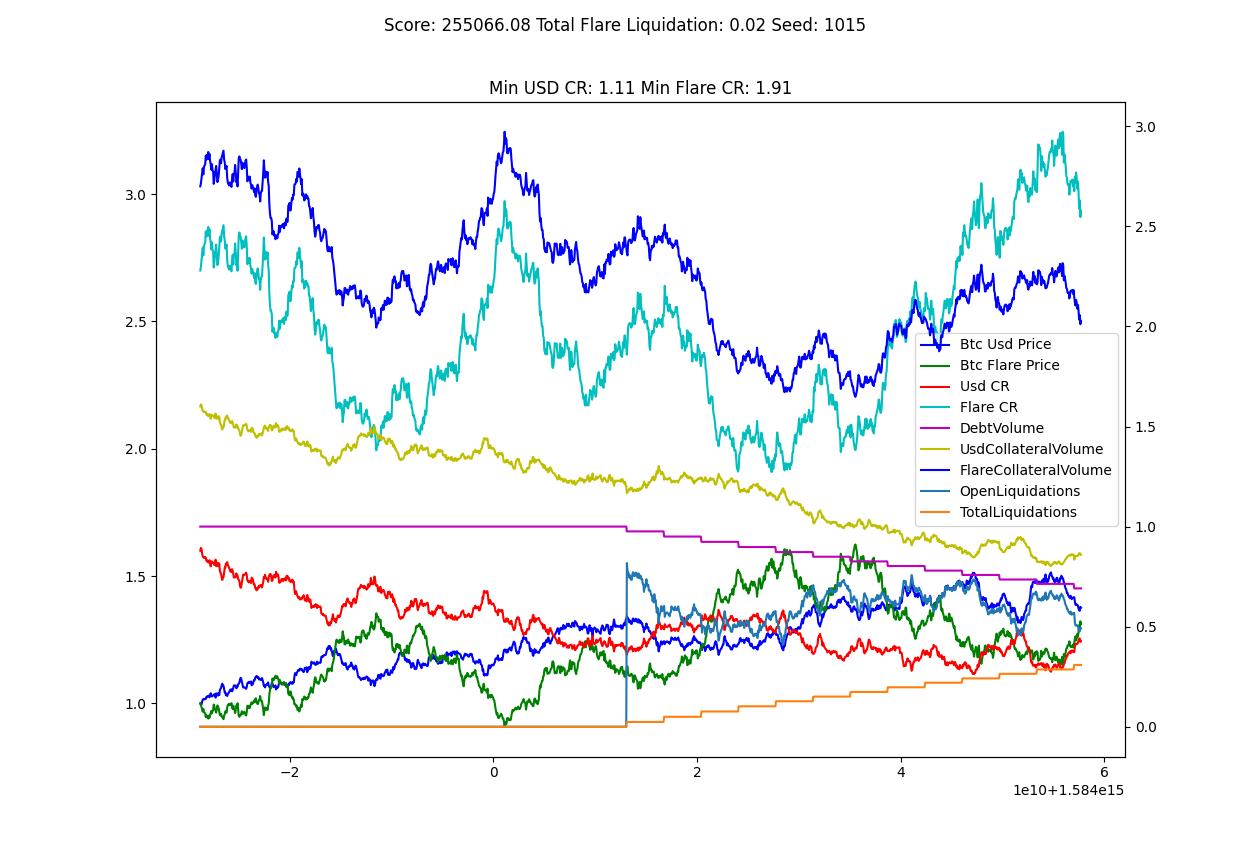 Score: 255066.08 Total Flare Liquidation: 0.02 Seed: 1015
Min USD CR: 1.11 Min Flare CR: 1.91
3.0
3.0
2.5
2.5
2.0
2.0
1.5
1.5
1.0
1.0
0.5
0.0
Btc Usd Price
Btc Flare Price
Usd CR
Flare CR
DebtVolume
UsdCollateralVolume
FlareCollateralVolume
OpenLiquidations
TotalLiquidations
−2 0 2 4 6
1e10+1.584e15